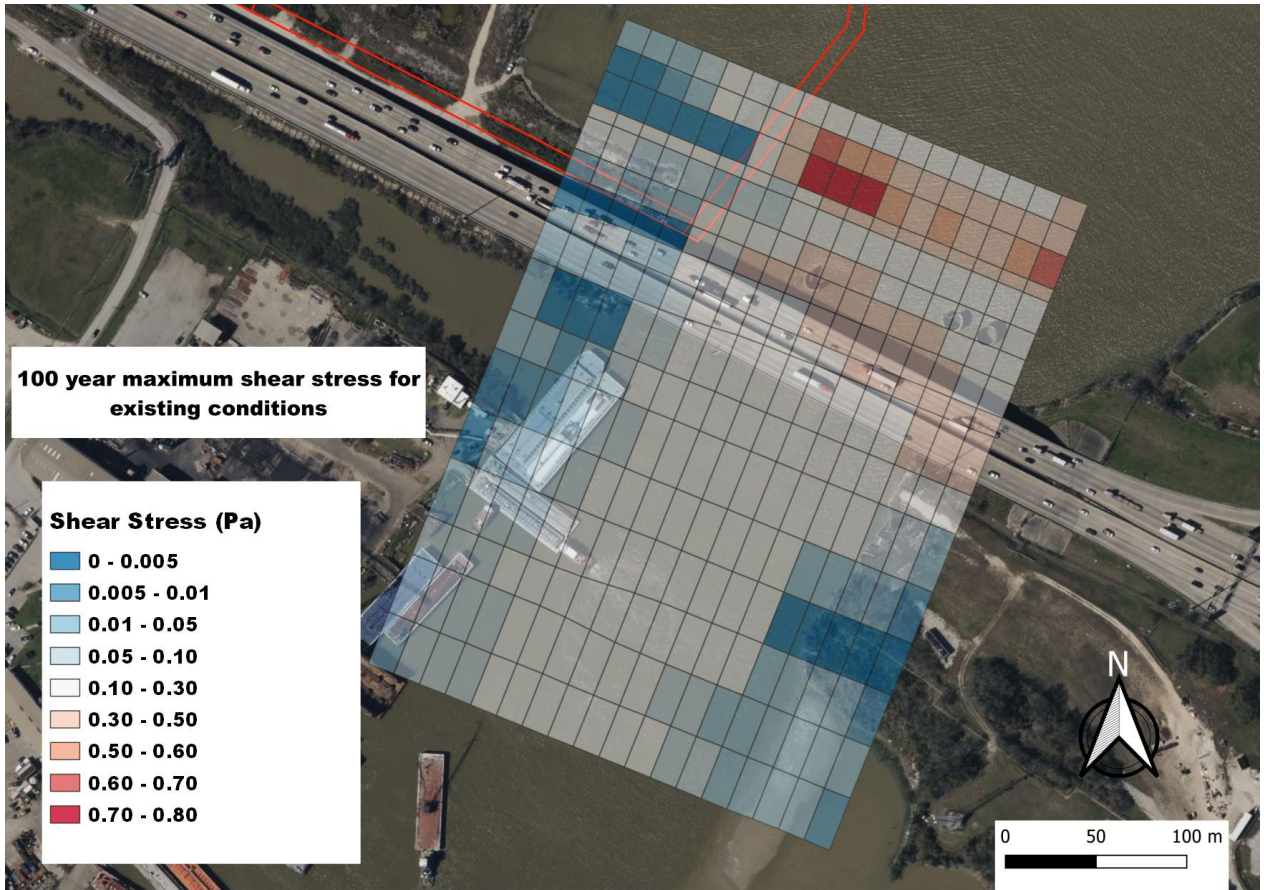 100 year maximum shear stress for
existing conditions
Shear Stress (Pa)
0 - 0.005
0.005 - 0.01
0.01 - 0.05
0.05 - 0.10
0.10 - 0.30
0.30 - 0.50
0.50 - 0.60
0.60 - 0.70
0.70 - 0.80
N
0 50 100 m